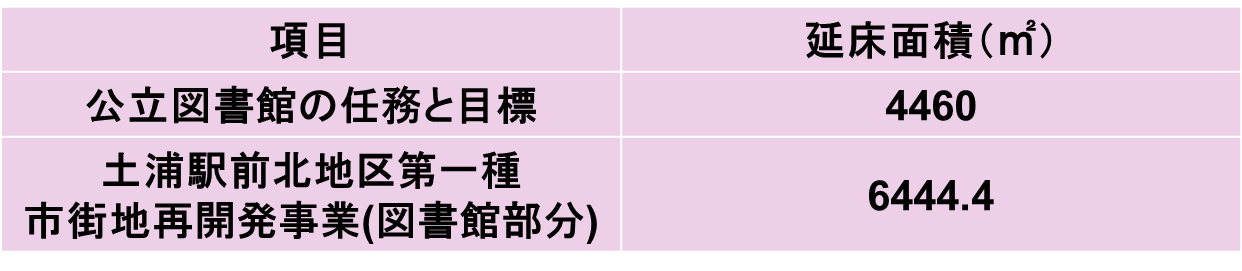 項目
延床面積(㎡)
公立図書館の任務と目標
4460
土浦駅前北地区第一種
市街地再開発事業(図書館部分)
6444.4